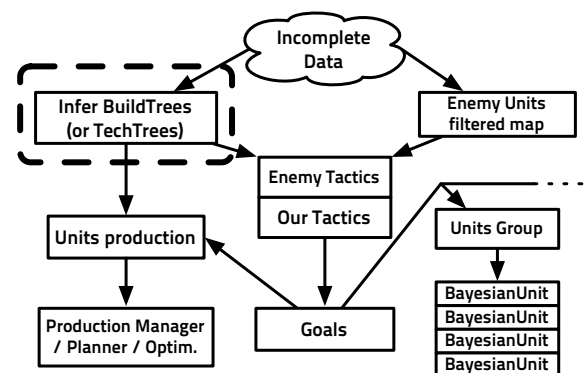 Incomplete
Data
Infer BuildTrees
(or TechTrees)
Enemy Units
filtered map
Enemy Tactics
Our Tactics
Units production
Units Group
Production Manager
/ Planner / Optim.
Goals
BayesianUnit
BayesianUnit
BayesianUnit
BayesianUnit